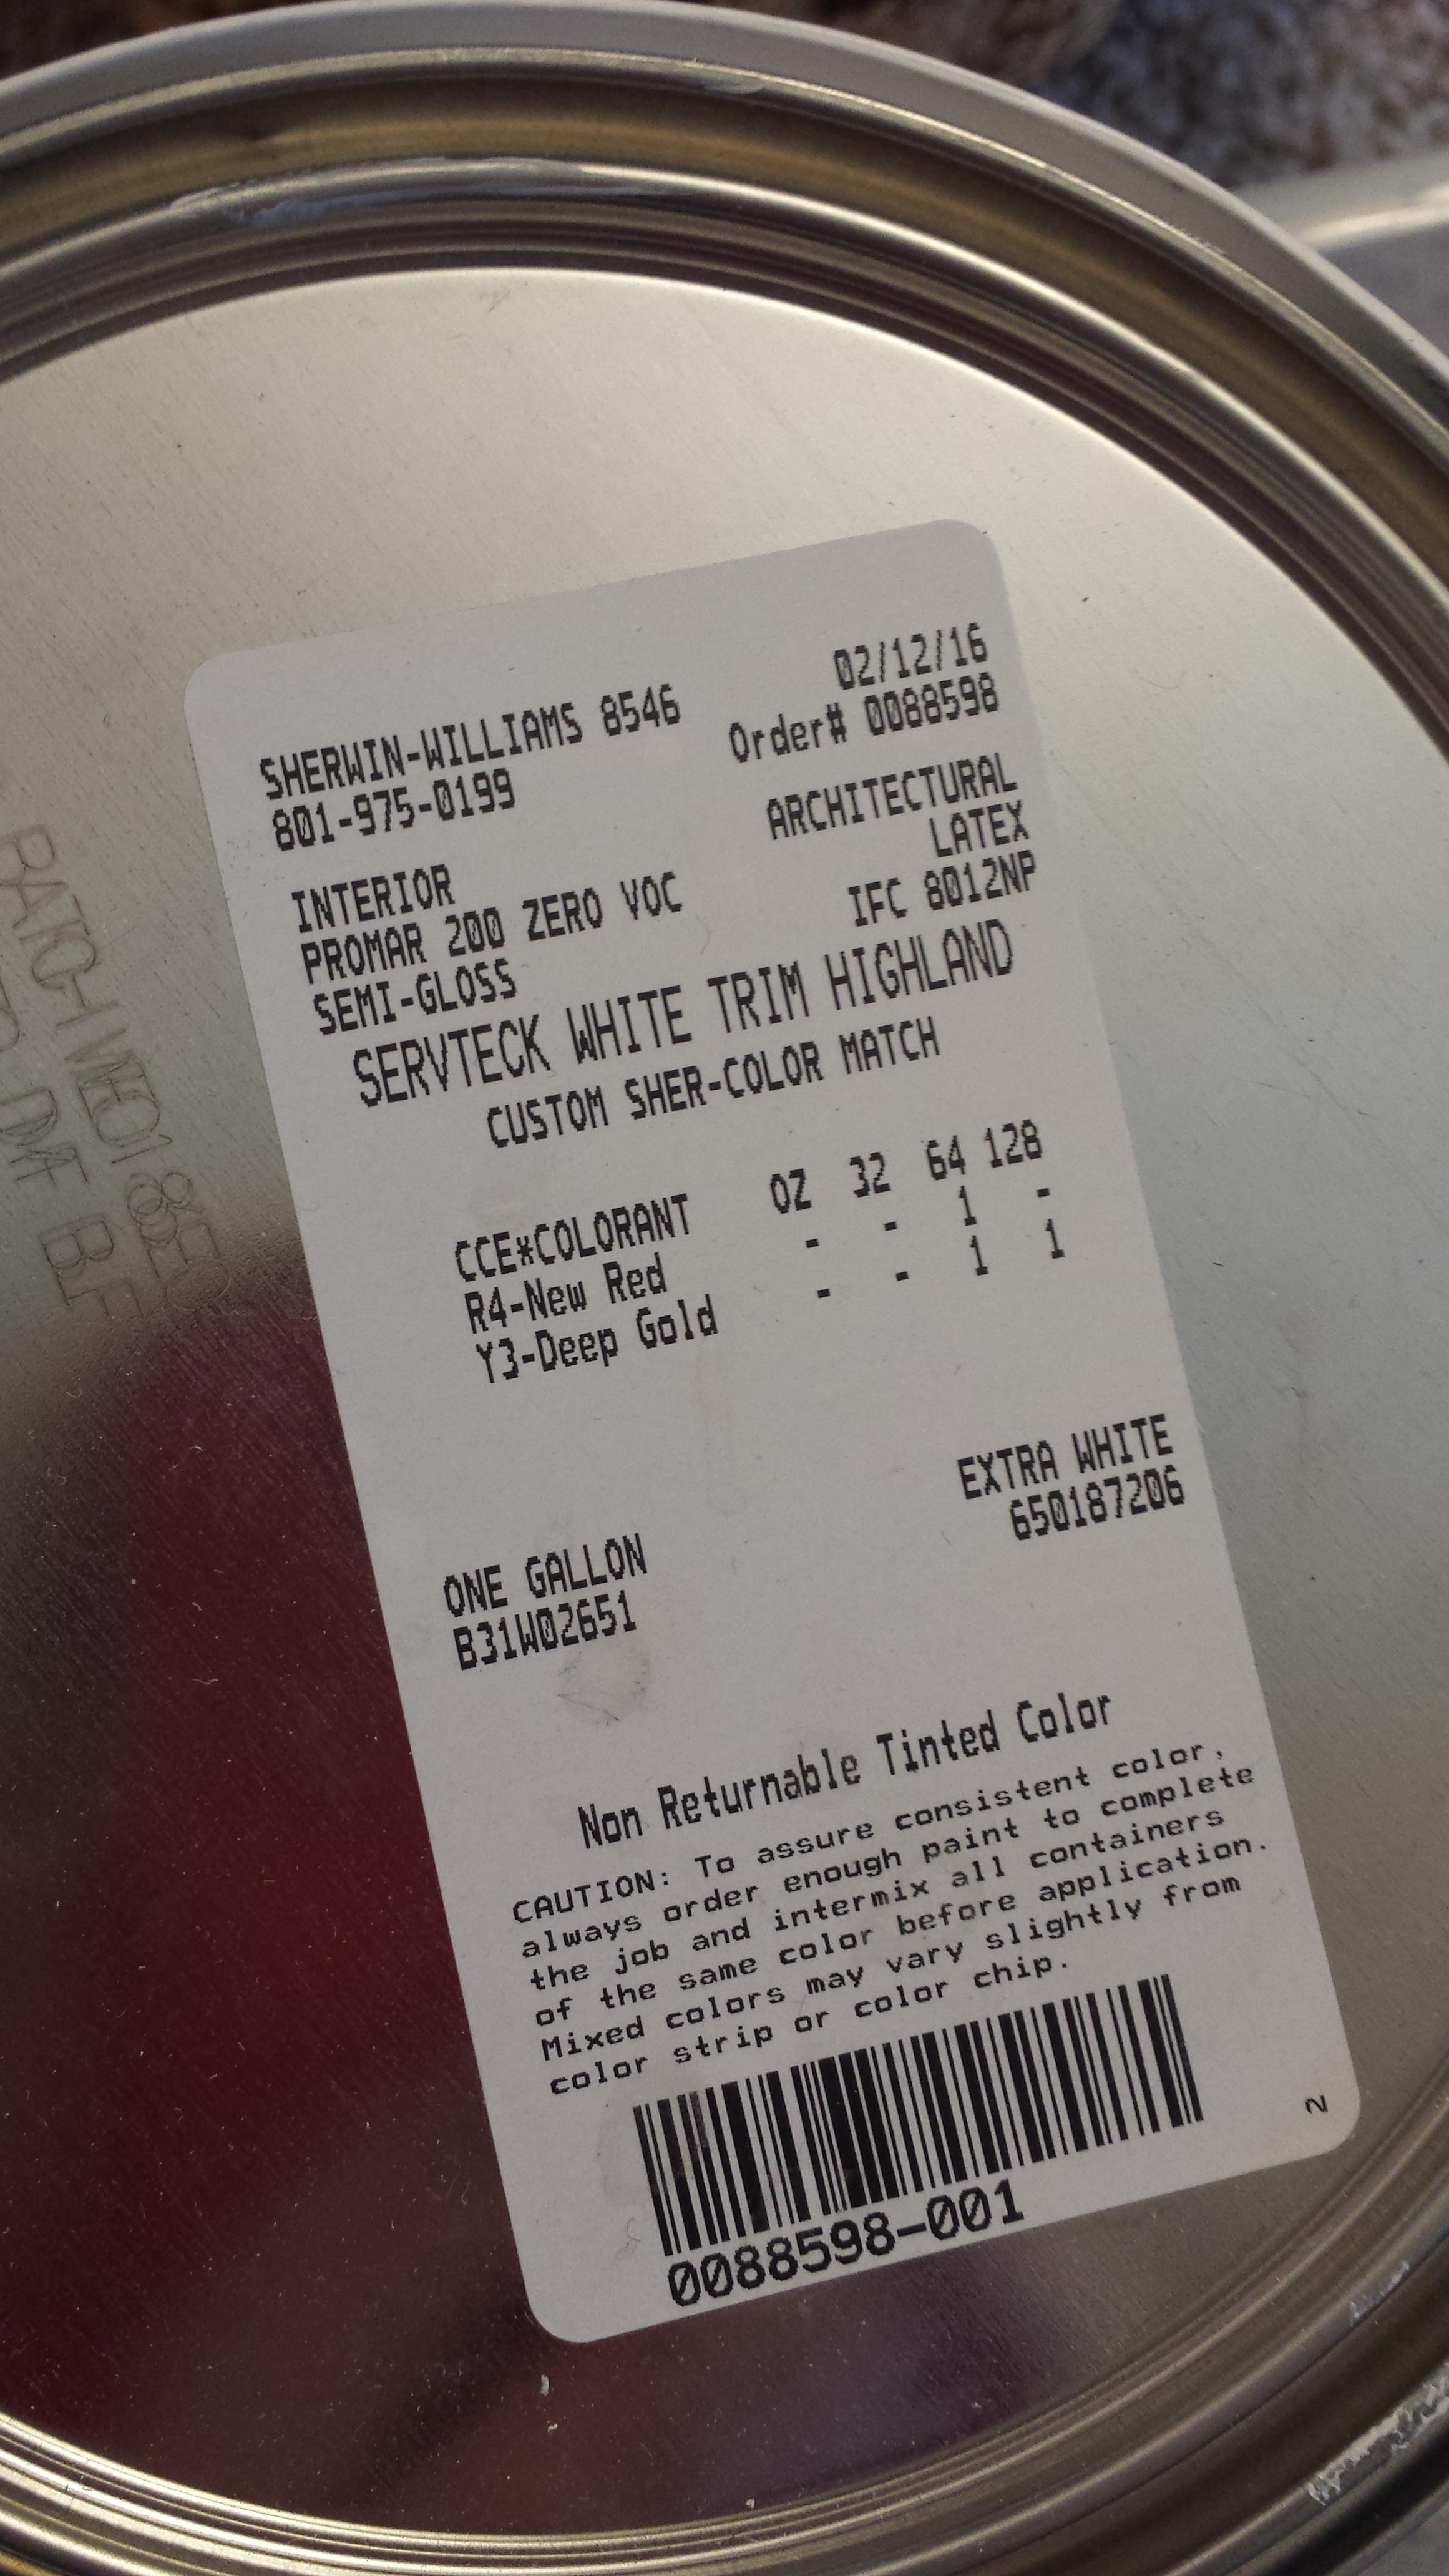 SHERWIN-WILLIAMS 8546 02/12/16
801-975-0199 Order# 0088598
INTERIOR ARCHITECTURAL
PROMAR 200 ZERO VOC LATEX
SEMI-GLOSS IFC 8012NP
SERVTECK WHITE TRIM HIGHLAND
CUSTOM SHER-COLOR MATCH
CCE*COLORANT OZ 32 64 128
R4-New Red - - 1 -
Y3-Deep Gold - - 1 1
ONE GALLON EXTRA WHITE
B31W02651 650187206
Non Returnable Tinted Color
CAUTION: To assure consistent color,
always order enough paint to complete
the job and intermix all containers
of the same color before application.
Mixed colors may vary slightly from
color strip or color chip.
0088598-001
N